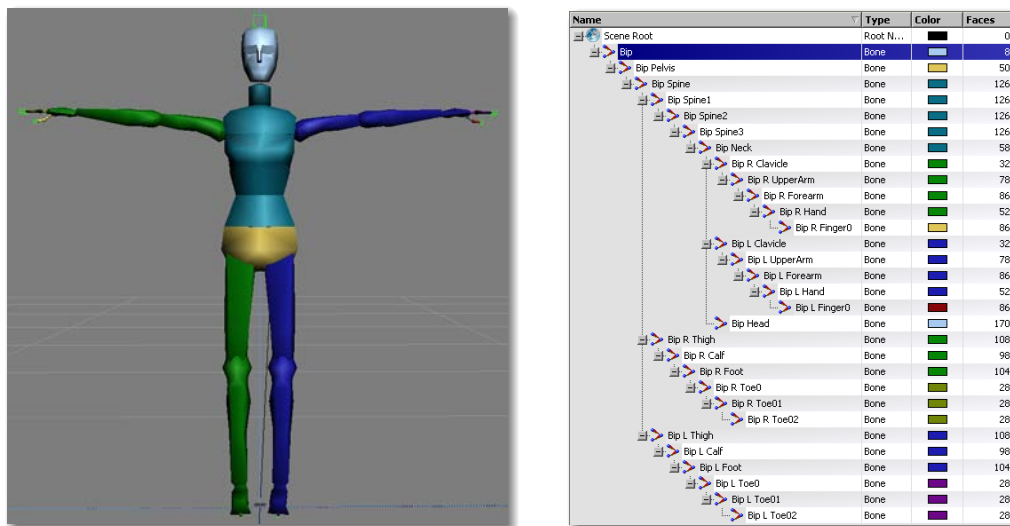 Name Type Color Faces
Scene Root Root N... 0
Bip Bone 8
Bip Pelvis Bone 50
Bip Spine Bone 126
Bip Spine1 Bone 126
Bip Spine2 Bone 126
Bip Spine3 Bone 126
Bip Neck Bone 58
Bip R Clavicle Bone 32
Bip R UpperArm Bone 78
Bip R Forearm Bone 86
Bip R Hand Bone 52
Bip R Finger0 Bone 86
Bip L Clavicle Bone 32
Bip L UpperArm Bone 78
Bip L Forearm Bone 86
Bip L Hand Bone 52
Bip L Finger0 Bone 86
Bip Head Bone 170
Bip R Thigh Bone 108
Bip R Calf Bone 98
Bip R Foot Bone 104
Bip R Toe0 Bone 28
Bip R Toe01 Bone 28
Bip R Toe02 Bone 28
Bip L Thigh Bone 108
Bip L Calf Bone 98
Bip L Foot Bone 104
Bip L Toe0 Bone 28
Bip L Toe01 Bone 28
Bip L Toe02 Bone 28